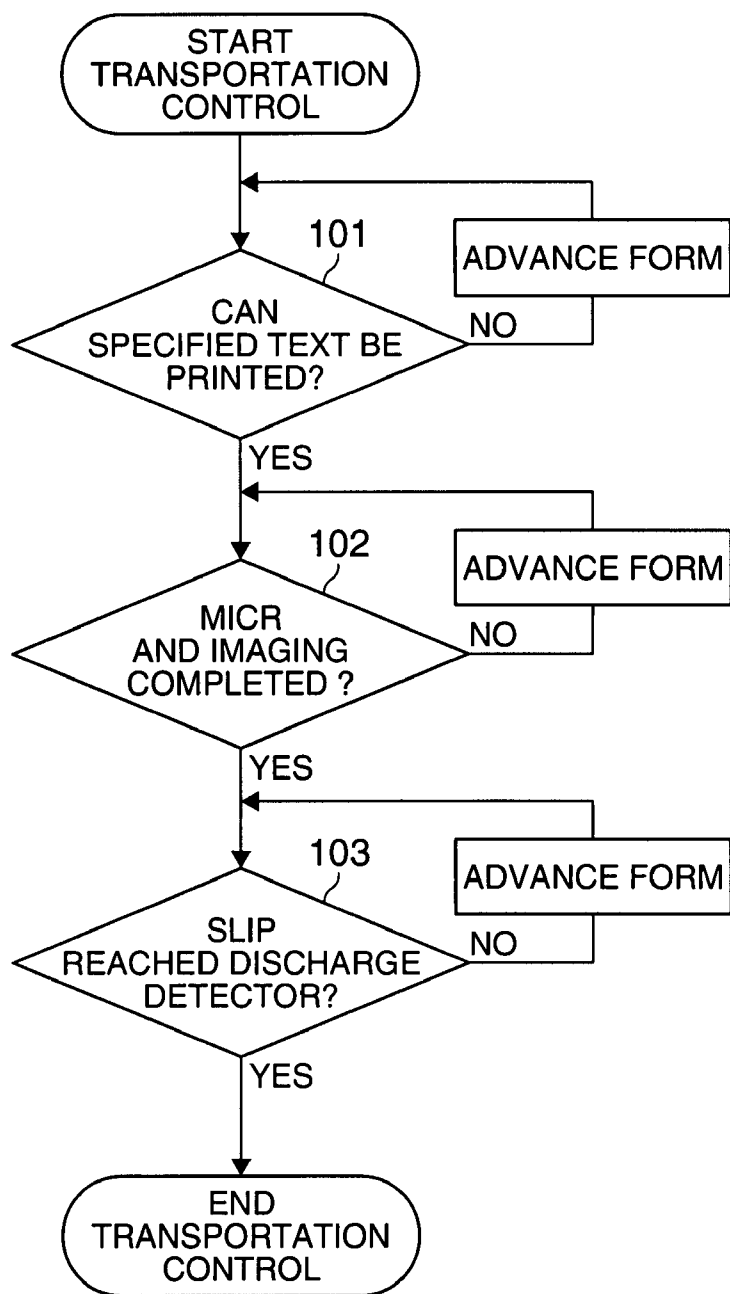 START
TRANSPORTATION
CONTROL
101
ADVANCE FORM
CAN
SPECIFIED TEXT BE
PRINTED?
NO
YES
102
ADVANCE FORM
MICR
AND IMAGING
COMPLETED ?
NO
YES
103
ADVANCE FORM
SLIP
REACHED DISCHARGE
DETECTOR?
NO
YES
END
TRANSPORTATION
CONTROL